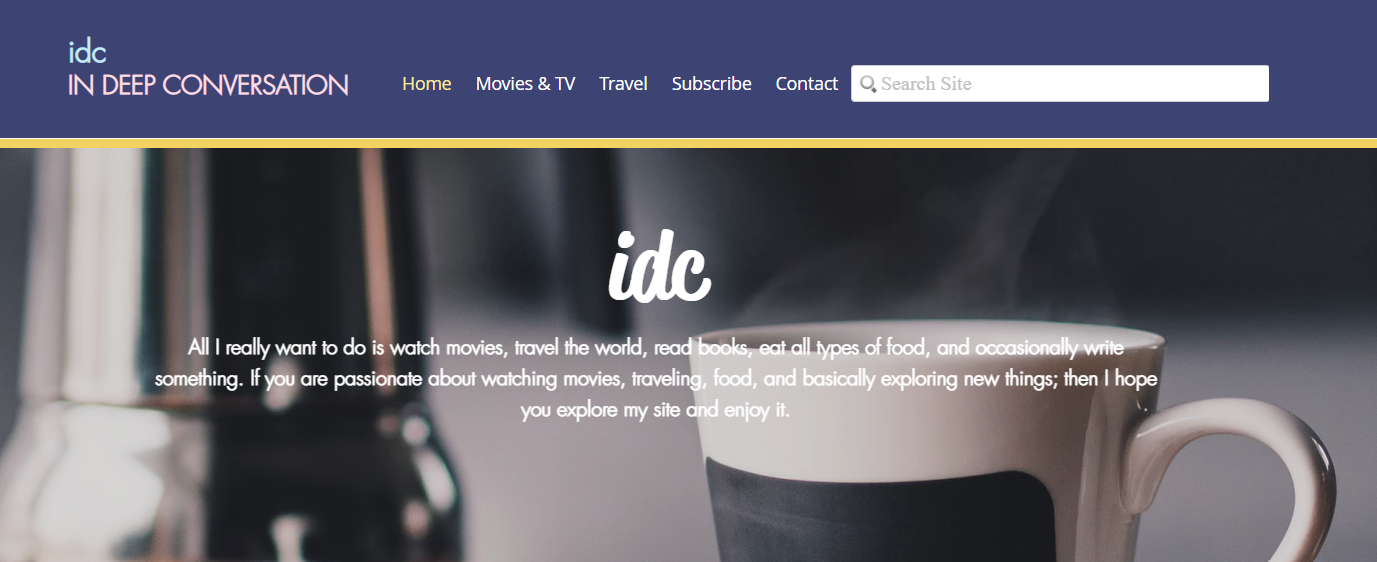 idc
IN DEEP CONVERSATION
Home Movies & TV Travel Subscribe Contact Search Site
idc
All I really want to do is watch movies, travel the world, read books, eat all types of food, and occasionally write
something. If you are passionate about watching movies, traveling, food, and basically exploring new things; then I hope
you explore my site and enjoy it.